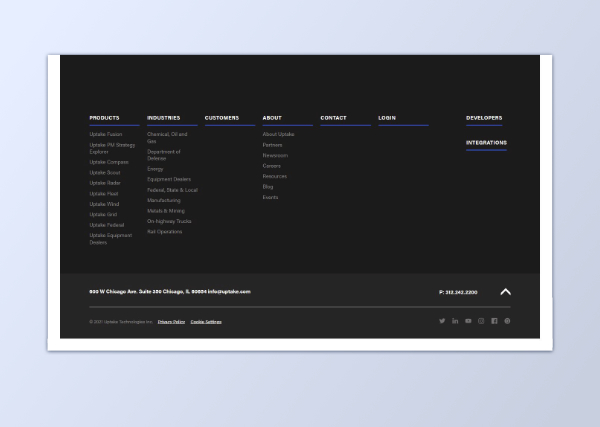 PRODUCTS
Uptake Fusion
Uptake PM Strategy
Explorer
Uptake Compass
Uptake Scout
Uptake Radar
Uptake Fleet
Uptake Wind
Uptake Grid
Uptake Federal
Uptake Equipment
Dealers
INDUSTRIES
Chemical, Oil and
Gas
Department of
Defense
Energy
Equipment Dealers
Federal, State & Local
Manufacturing
Metals & Mining
On-highway Trucks
Rail Operations
CUSTOMERS
ABOUT
About Uptake
Partners
Newsroom
Careers
Resources
Blog
Events
CONTACT
LOGIN
DEVELOPERS
INTEGRATIONS
600 W Chicago Ave. Suite 250 Chicago, IL 60654 info@uptake.com
P: 312.242.2200
© 2021 Uptake Technologies Inc. Privacy Policy Cookie Settings